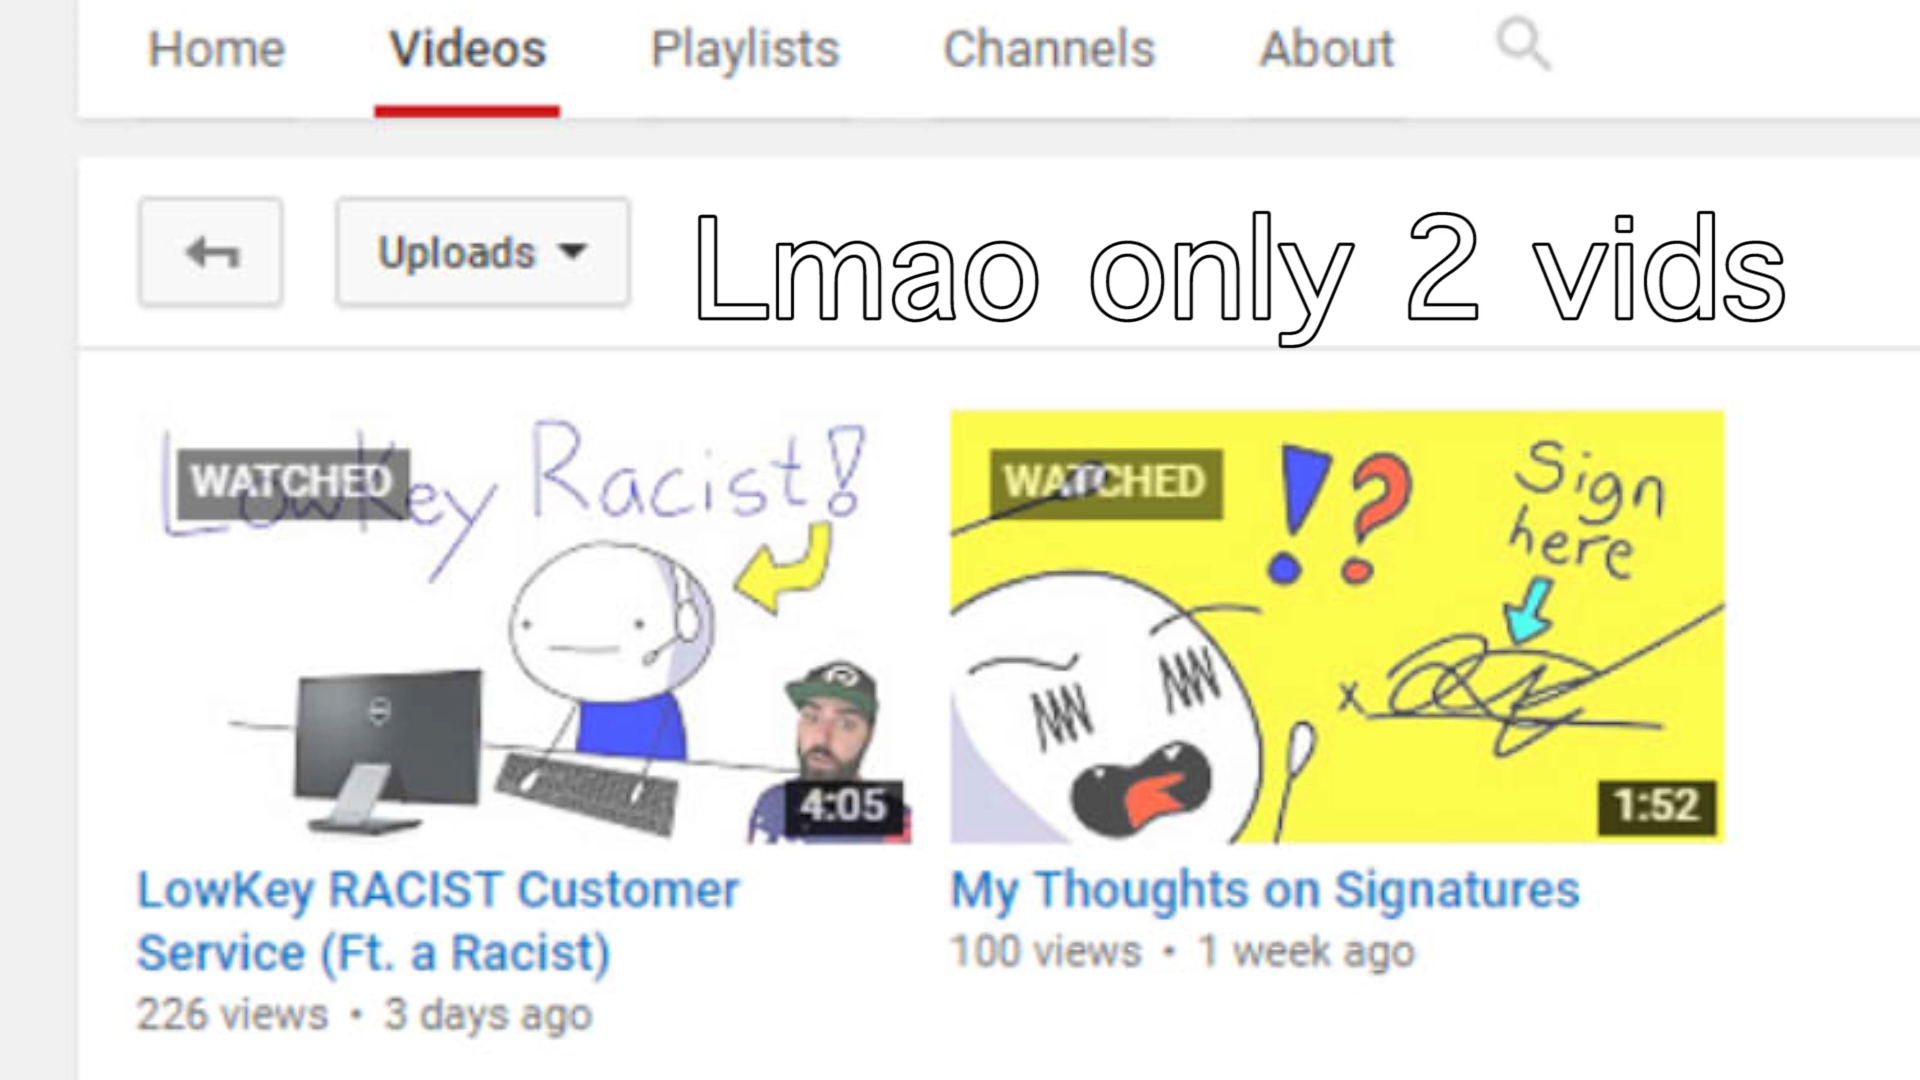 Home Videos Playlists Channels About
Uploads
Lmao only 2 vids
LowKey Racist!
WATCHED
WATCHED
!?
Sign
here
x
4:05
1:52
LowKey RACIST Customer
Service (Ft. a Racist)
226 views • 3 days ago
My Thoughts on Signatures
100 views • 1 week ago